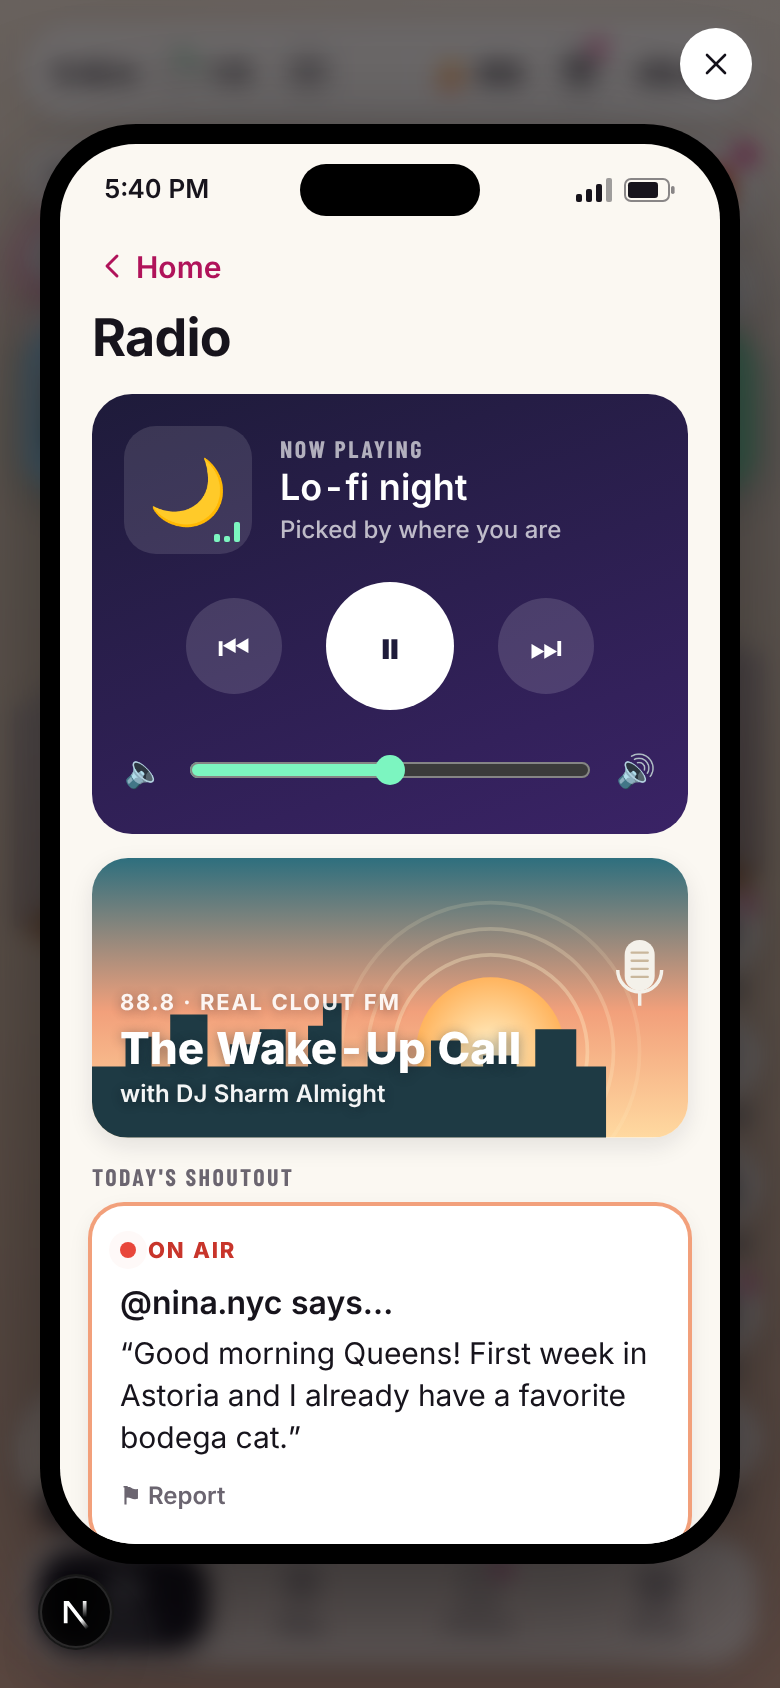 5:40 PM
Home
Radio
NOW PLAYING
Lo-fi night
Picked by where you are
88.8 · REAL CLOUT FM
The Wake-Up Call
with DJ Sharm Almight
TODAY'S SHOUTOUT
ON AIR
@nina.nyc says...
“Good morning Queens! First week in
Astoria and I already have a favorite
bodega cat.”
Report
N